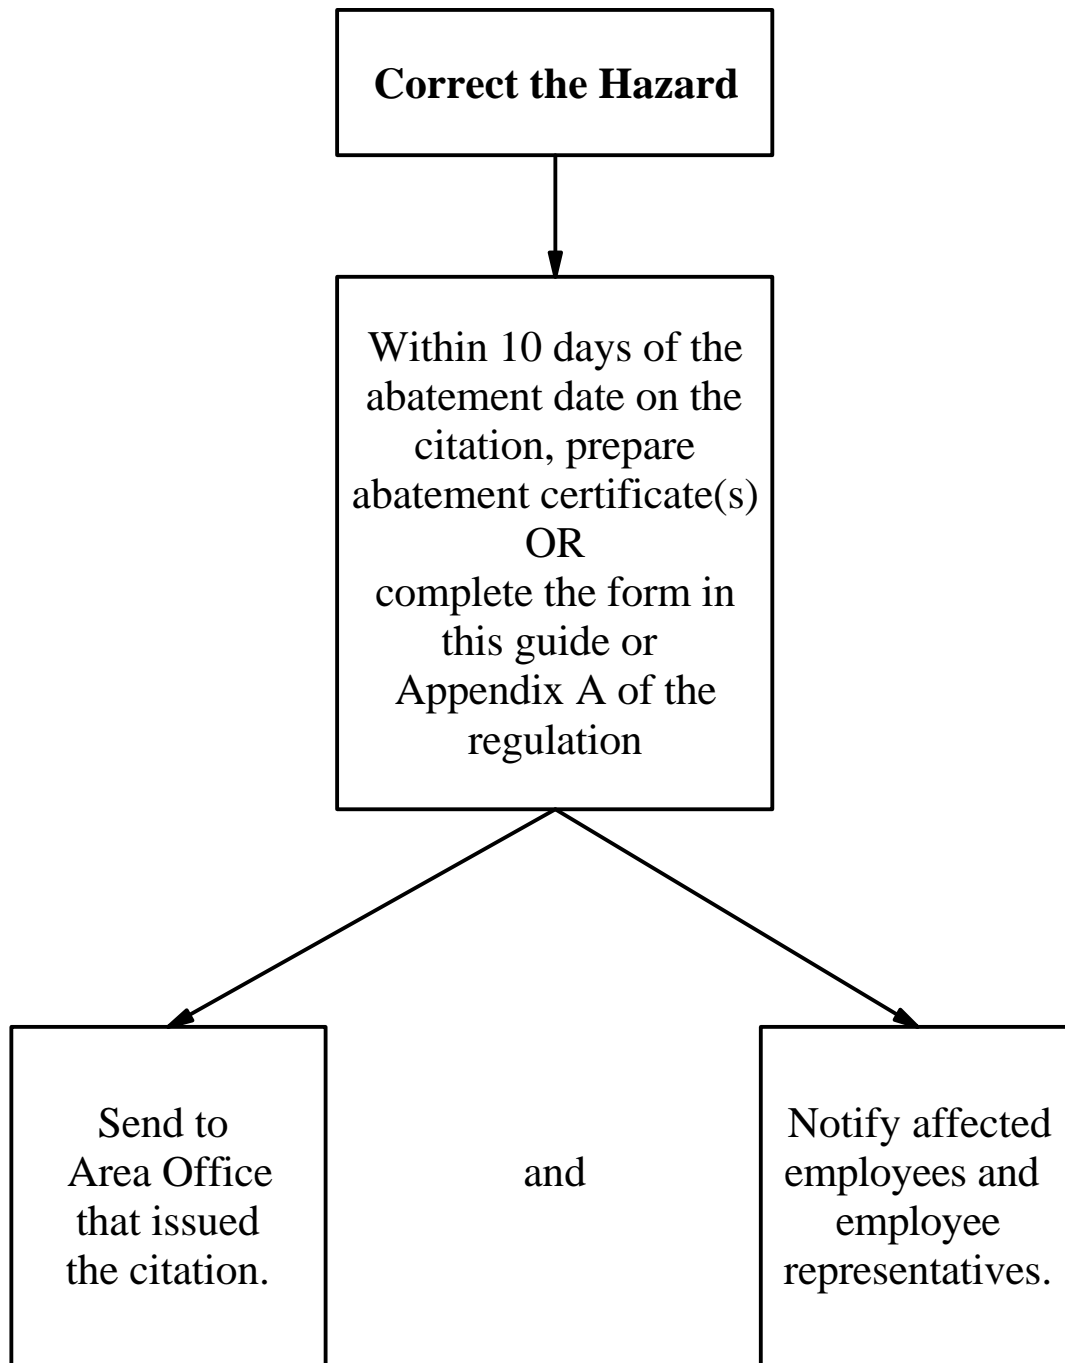 Correct the Hazard
Within 10 days of the
abatement date on the
citation, prepare
abatement certificate(s)
OR
complete the form in
this guide or
Appendix A of the
regulation
Send to
Area Office
that issued
the citation.
and
Notify affected
employees and
employee
representatives.